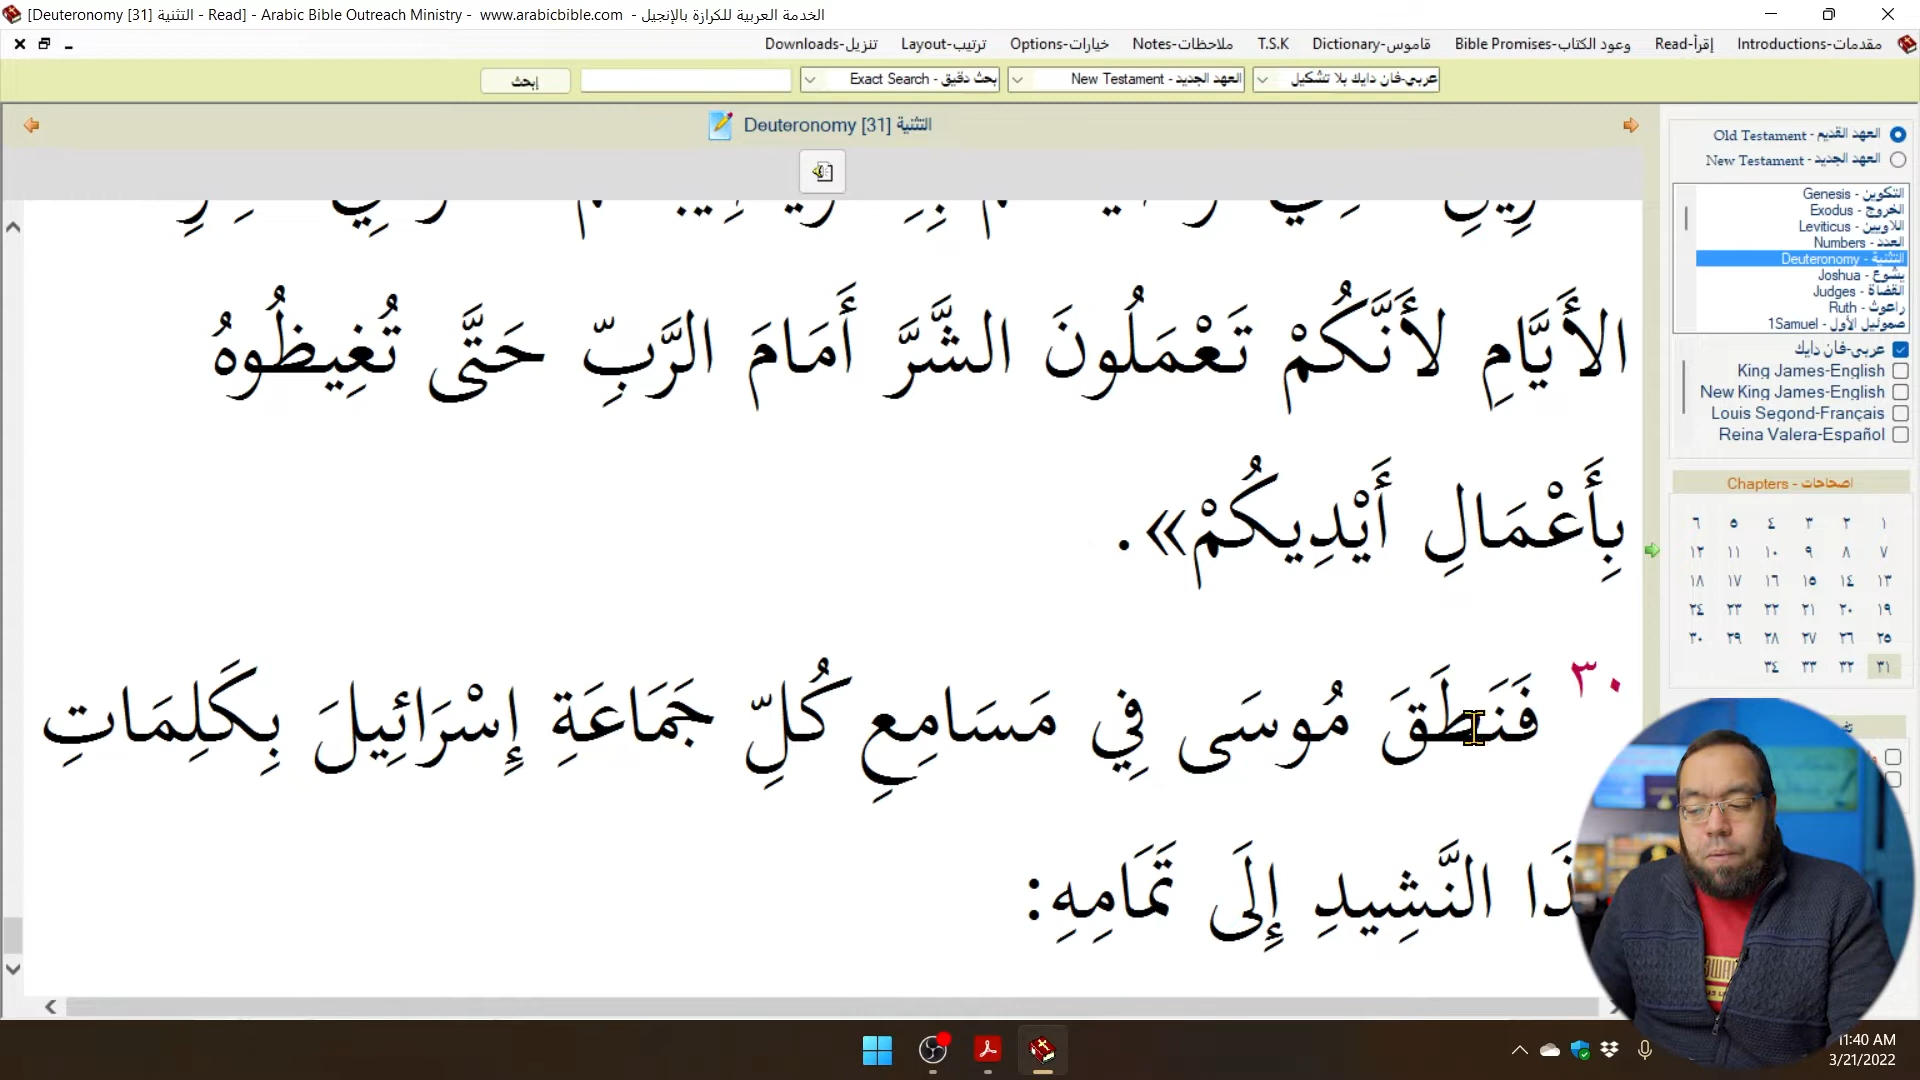 [Deuteronomy [31] التثنية - Read] - Arabic Bible Outreach Ministry - www.arabicbible.com - الخدمة العربية للكرازة بالإنجيل
Downloads-تنزيل Layout-ترتيب Options-خيارات Notes-ملاحظات T.S.K Dictionary-قاموس Bible Promises-وعود الكتاب Read-إقرأ Introductions-مقدمات
إبحث
Exact Search - بحث دقيق
New Testament - العهد الجديد
عربي-فان دايك بلا تشكيل
Deuteronomy [31] التثنية
الأَيَّامِ لأَنَّكُمْ تَعْمَلُونَ الشَّرَّ أَمَامَ الرَّبِّ حَتَّى تُغِيظُوهُ
بِأَعْمَالِ أَيْدِيكُمْ».
٣٠ فَنَطَقَ مُوسَى فِي مَسَامِعِ كُلِّ جَمَاعَةِ إِسْرَائِيلَ بِكَلِمَاتِ
ذَا النَّشِيدِ إِلَى تَمَامِهِ:
Old Testament - العهد القديم
New Testament - العهد الجديد
Genesis - التكوين
Exodus - الخروج
Leviticus - اللاويين
Numbers - العدد
Deuteronomy - التثنية
Joshua - يشوع
Judges - القضاة
Ruth - راعوث
1Samuel - صموئيل الأول
عربي-فان دايك
King James-English
New King James-English
Louis Segond-Français
Reina Valera-Español
Chapters - اصحاحات
١ ٢ ٣ ٤ ٥ ٦
٧ ٨ ٩ ١٠ ١١ ١٢
١٣ ١٤ ١٥ ١٦ ١٧ ١٨
١٩ ٢٠ ٢١ ٢٢ ٢٣ ٢٤
٢٥ ٢٦ ٢٧ ٢٨ ٢٩ ٣٠
٣١ ٣٢ ٣٣ ٣٤
11:40 AM
3/21/2022